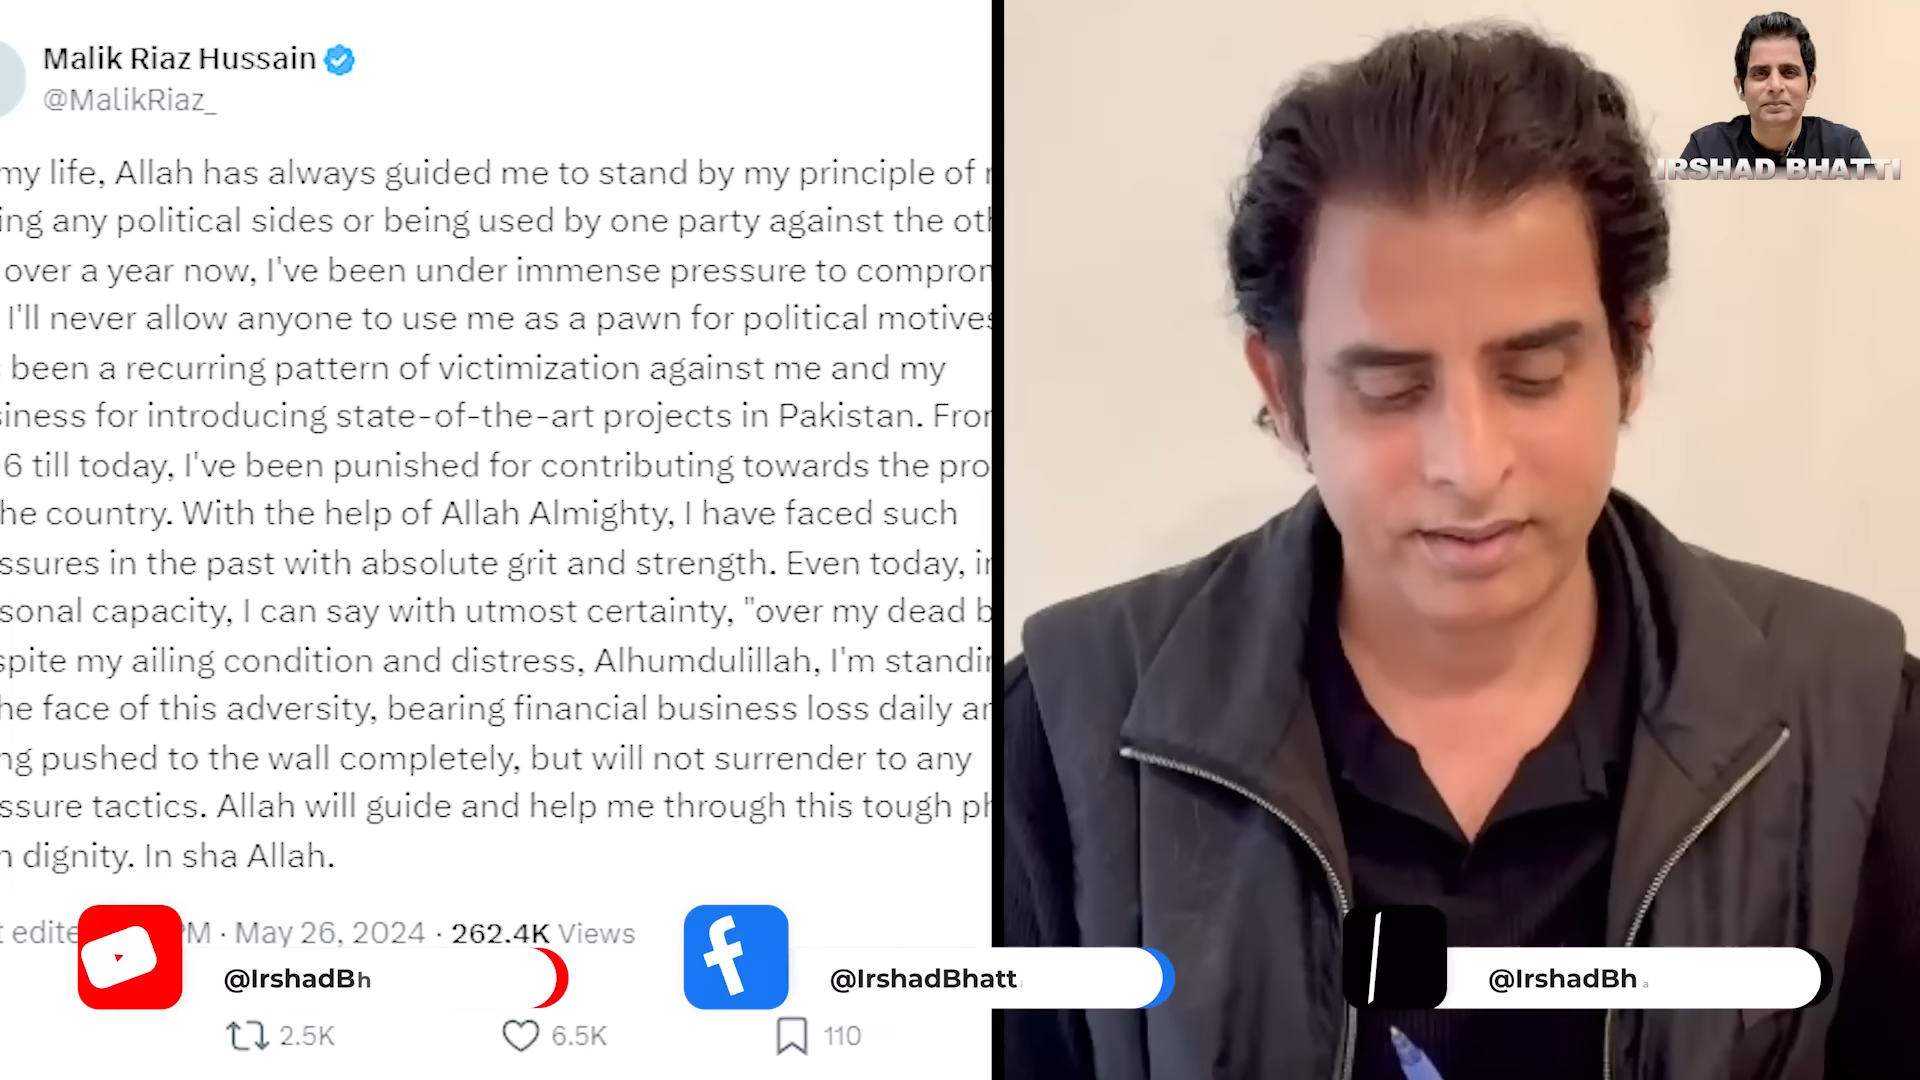 Malik Riaz Hussain
@MalikRiaz_
my life, Allah has always guided me to stand by my principle of
ing any political sides or being used by one party against the
over a year now, I've been under immense pressure to
I'll never allow anyone to use me as a pawn for political motives
been a recurring pattern of victimization against me and my
siness for introducing state-of-the-art projects in Pakistan.
6 till today, I've been punished for contributing towards the
he country. With the help of Allah Almighty, I have faced such
ssures in the past with absolute grit and strength. Even today,
sonal capacity, I can say with utmost certainty, "over my dead
spite my ailing condition and distress, Alhumdulillah, I'm
he face of this adversity, bearing financial business loss daily
ng pushed to the wall completely, but will not surrender to any
ssure tactics. Allah will guide and help me through this tough
dignity. In sha Allah.
edite PM · May 26, 2024 · 262.4K Views
2.5K 6.5K 110
IRSHAD BHATTI
@IrshadBh
@IrshadBhatt
@IrshadBh